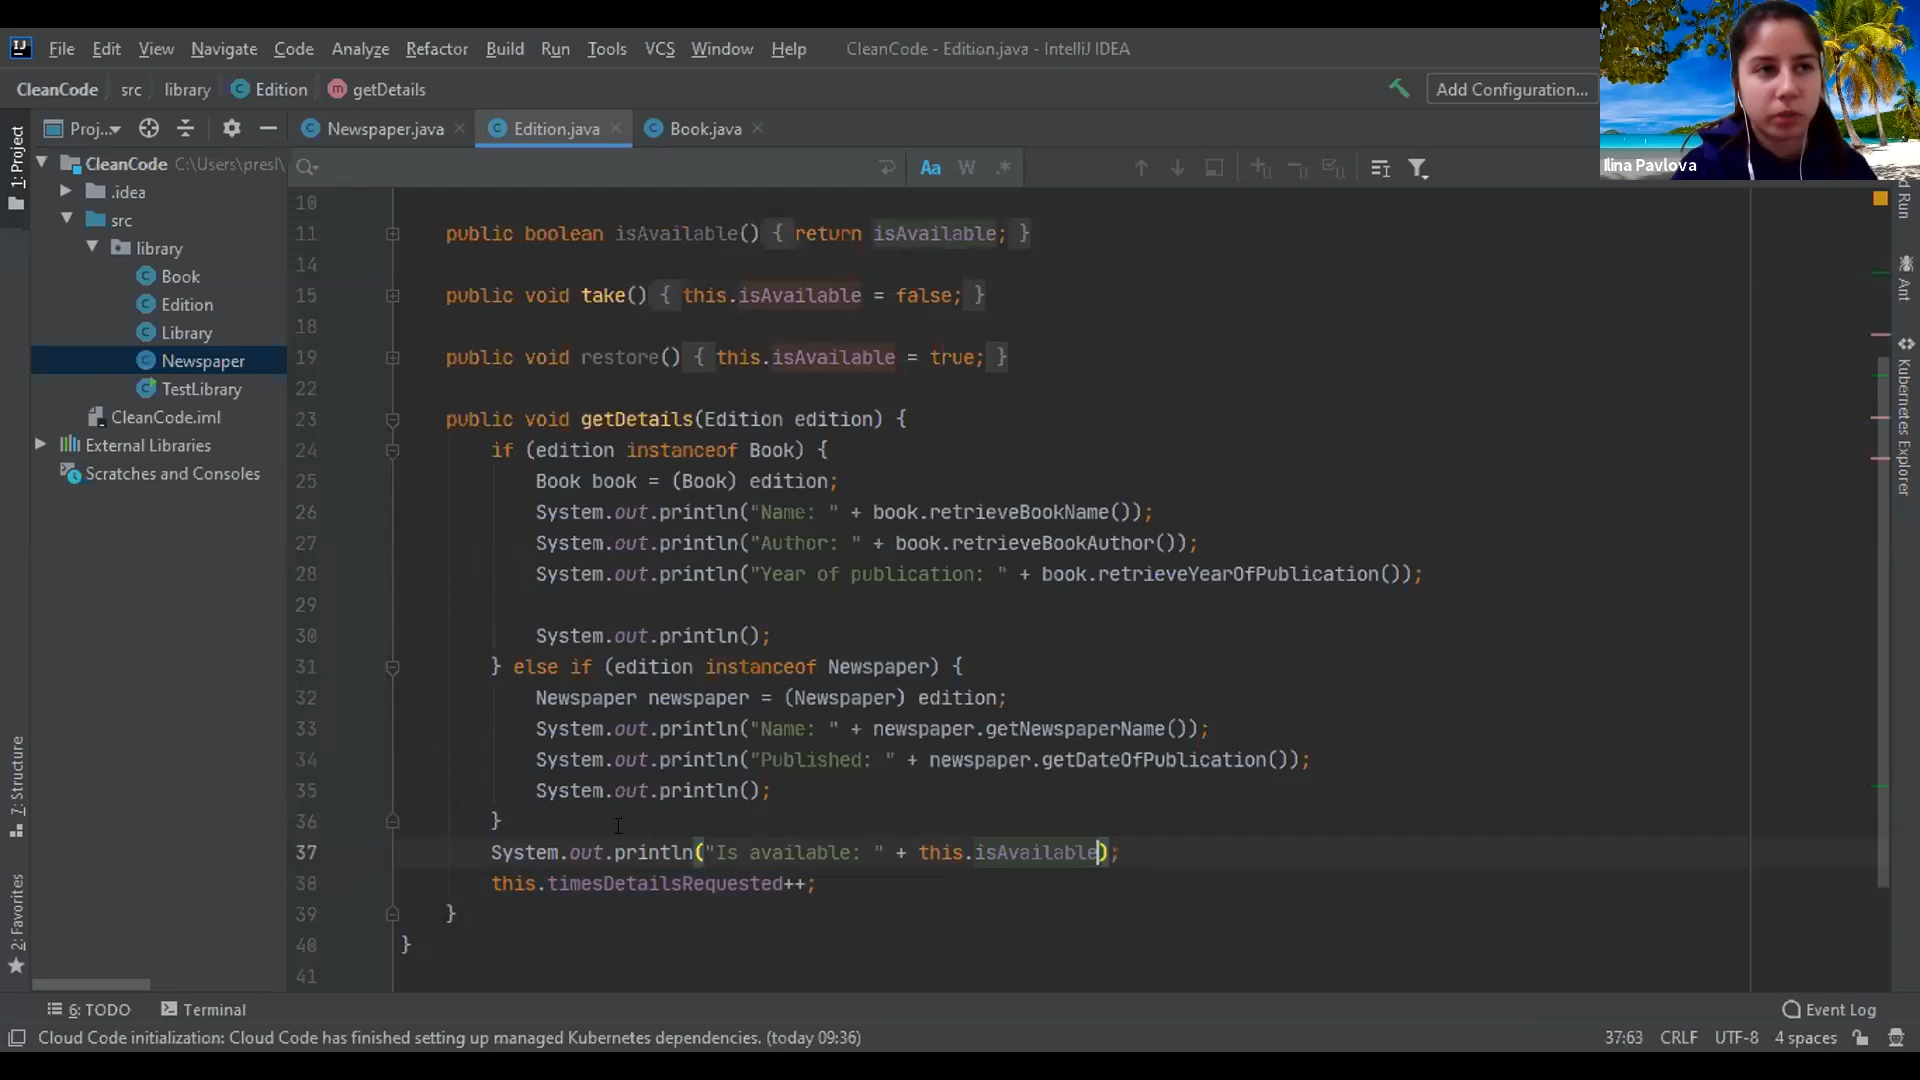 File Edit View Navigate Code Analyze Refactor Build Run Tools VCS Window Help CleanCode - Edition.java - IntelliJ IDEA
CleanCode src library Edition getDetails Add Configuration...
Proj... Newspaper.java Edition.java Book.java
Aa W .*
Ilina Pavlova
1: Project
CleanCode C:\Users\presl\
.idea
src
library
Book
Edition
Library
Newspaper
TestLibrary
CleanCode.iml
External Libraries
Scratches and Consoles
7: Structure
2: Favorites
10
11 public boolean isAvailable() { return isAvailable; }
14
15 public void take() { this.isAvailable = false; }
18
19 public void restore() { this.isAvailable = true; }
22
23 public void getDetails(Edition edition) {
24 if (edition instanceof Book) {
25 Book book = (Book) edition;
26 System.out.println("Name: " + book.retrieveBookName());
27 System.out.println("Author: " + book.retrieveBookAuthor());
28 System.out.println("Year of publication: " + book.retrieveYearOfPublication());
29
30 System.out.println();
31 } else if (edition instanceof Newspaper) {
32 Newspaper newspaper = (Newspaper) edition;
33 System.out.println("Name: " + newspaper.getNewspaperName());
34 System.out.println("Published: " + newspaper.getDateOfPublication());
35 System.out.println();
36 }
37 System.out.println("Is available: " + this.isAvailable);
38 this.timesDetailsRequested++;
39 }
40 }
41
d Run
Ant
Kubernetes Explorer
6: TODO Terminal Event Log
Cloud Code initialization: Cloud Code has finished setting up managed Kubernetes dependencies. (today 09:36) 37:63 CRLF UTF-8 4 spaces